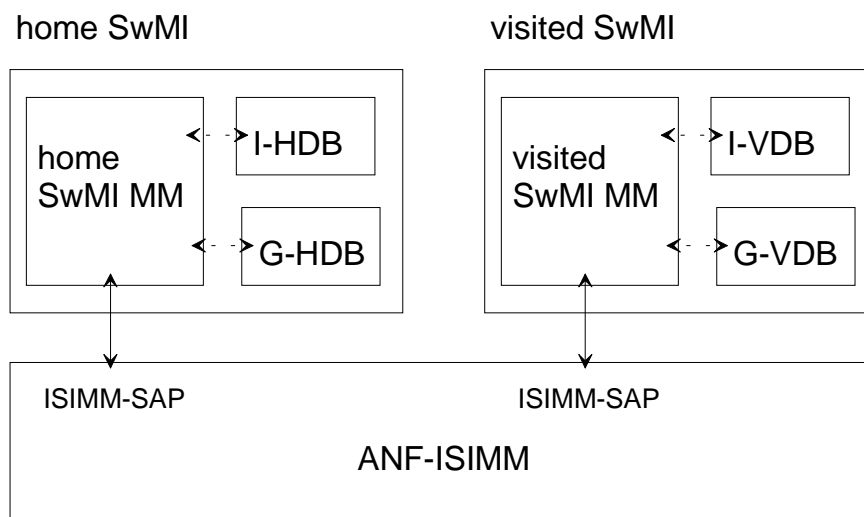 home SwMI
visited SwMI
home
SwMI MM
I-HDB
G-HDB
visited
SwMI MM
I-VDB
G-VDB
ISIMM-SAP
ISIMM-SAP
ANF-ISIMM